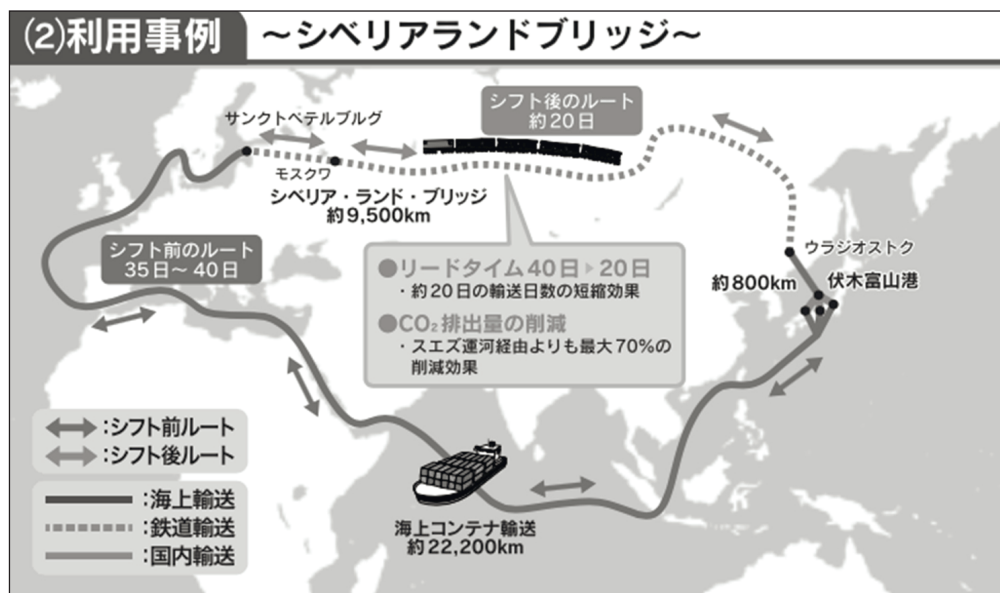 (2)利用事例 ～シベリアランドブリッジ～
サンクトペテルブルグ
シフト後のルート
約20日
モスクワ
シベリア・ランド・ブリッジ
約9,500km
シフト前のルート
35日～40日
ウラジオストク
約800km
伏木富山港
●リードタイム40日▶20日
・約20日の輸送日数の短縮効果
●CO₂排出量の削減
・スエズ運河経由よりも最大70%の
削減効果
:シフト前ルート
:シフト後ルート
:海上輸送
:鉄道輸送
:国内輸送
海上コンテナ輸送
約22,200km